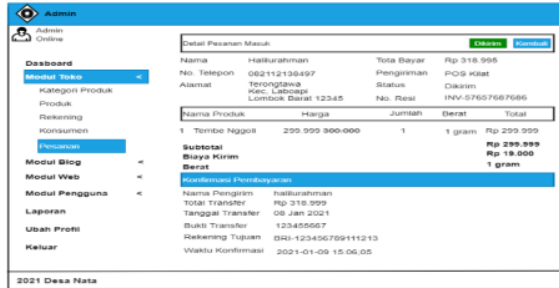 Admin
Admin
Online
Dasboard
Modul Toko <
Kategori Produk
Produk
Rekening
Konsumen
Pesanan
Modul Blog <
Modul Web <
Modul Pengguna <
Laporan
Ubah Profil
Keluar
Detail Pesanan Masuk Dikirim Kembali
Nama Halilurahman Tota Bayar Rp 318.995
No. Telepon 082112138497 Pengiriman POS Kilat
Alamat Terongtawa Status Dikirim
Kec, Laboapi
Lombok Barat 12345 No. Resi INV-57657687686
Nama Produk Harga Jumlah Berat Total
1 Tembe Nggoli 299.999 300.000 1 1 gram Rp 299.999
Subtotal Rp 299.999
Biaya Kirim Rp 19.000
Berat 1 gram
Konfirmasi Pembayaran
Nama Pengirim halilurahman
Total Transfer Rp 318.999
Tanggal Transfer 08 Jan 2021
Bukti Transfer 123455667
Rekening Tujuan BRI-123456789111213
Waktu Konfirmasi 2021-01-09 15:06;05
2021 Desa Nata